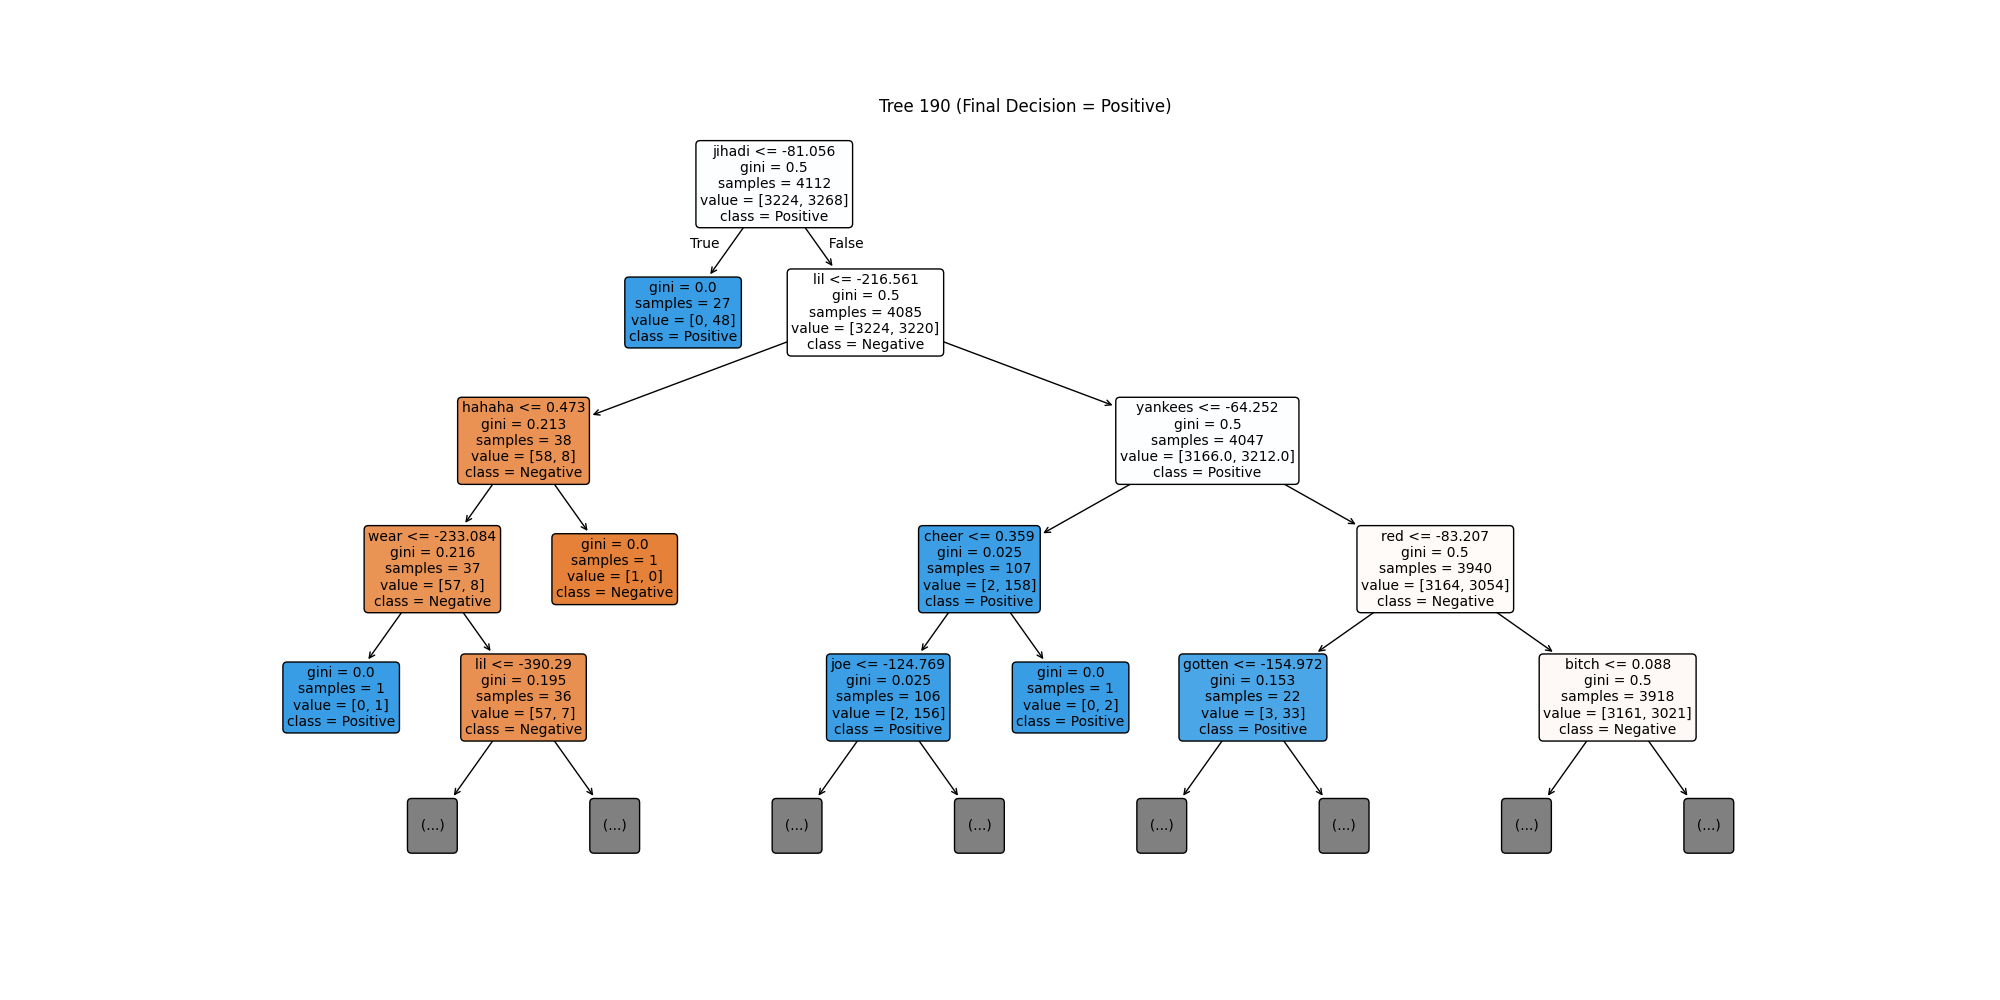 Tree 190 (Final Decision = Positive)
jihadi <= -81.056
gini = 0.5
samples = 4112
value = [3224, 3268]
class = Positive
True
False
gini = 0.0
samples = 27
value = [0, 48]
class = Positive
lil <= -216.561
gini = 0.5
samples = 4085
value = [3224, 3220]
class = Negative
hahaha <= 0.473
gini = 0.213
samples = 38
value = [58, 8]
class = Negative
yankees <= -64.252
gini = 0.5
samples = 4047
value = [3166.0, 3212.0]
class = Positive
wear <= -233.084
gini = 0.216
samples = 37
value = [57, 8]
class = Negative
gini = 0.0
samples = 1
value = [1, 0]
class = Negative
cheer <= 0.359
gini = 0.025
samples = 107
value = [2, 158]
class = Positive
red <= -83.207
gini = 0.5
samples = 3940
value = [3164, 3054]
class = Negative
gini = 0.0
samples = 1
value = [0, 1]
class = Positive
lil <= -390.29
gini = 0.195
samples = 36
value = [57, 7]
class = Negative
joe <= -124.769
gini = 0.025
samples = 106
value = [2, 156]
class = Positive
gini = 0.0
samples = 1
value = [0, 2]
class = Positive
gotten <= -154.972
gini = 0.153
samples = 22
value = [3, 33]
class = Positive
bitch <= 0.088
gini = 0.5
samples = 3918
value = [3161, 3021]
class = Negative
(...)
(...)
(...)
(...)
(...)
(...)
(...)
(...)